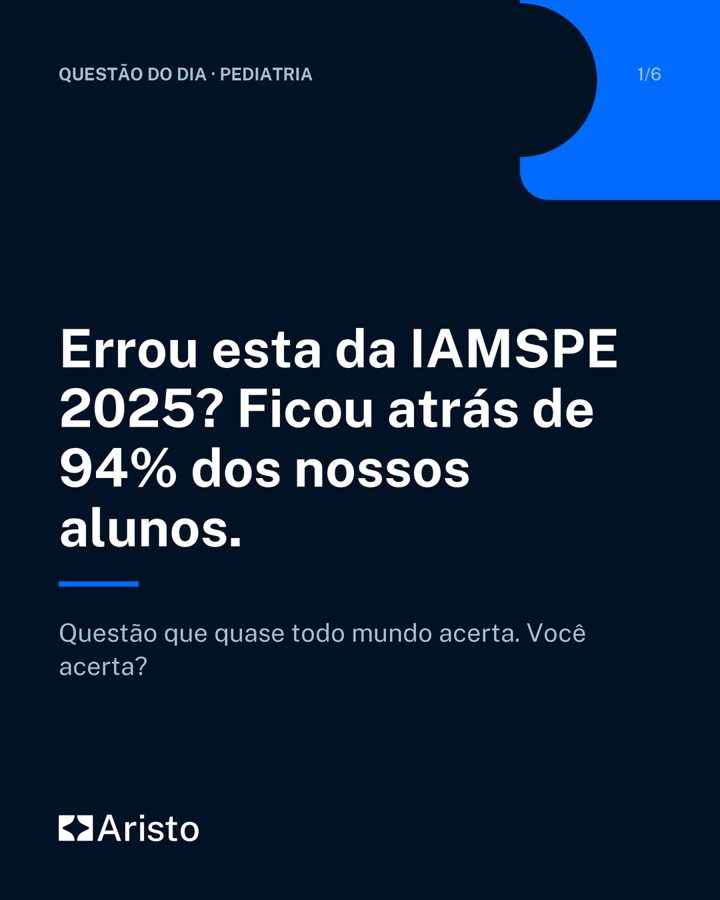 QUESTÃO DO DIA · PEDIATRIA
1/6
Errou esta da IAMSPE
2025? Ficou atrás de
94% dos nossos
alunos.
Questão que quase todo mundo acerta. Você
acerta?
Aristo